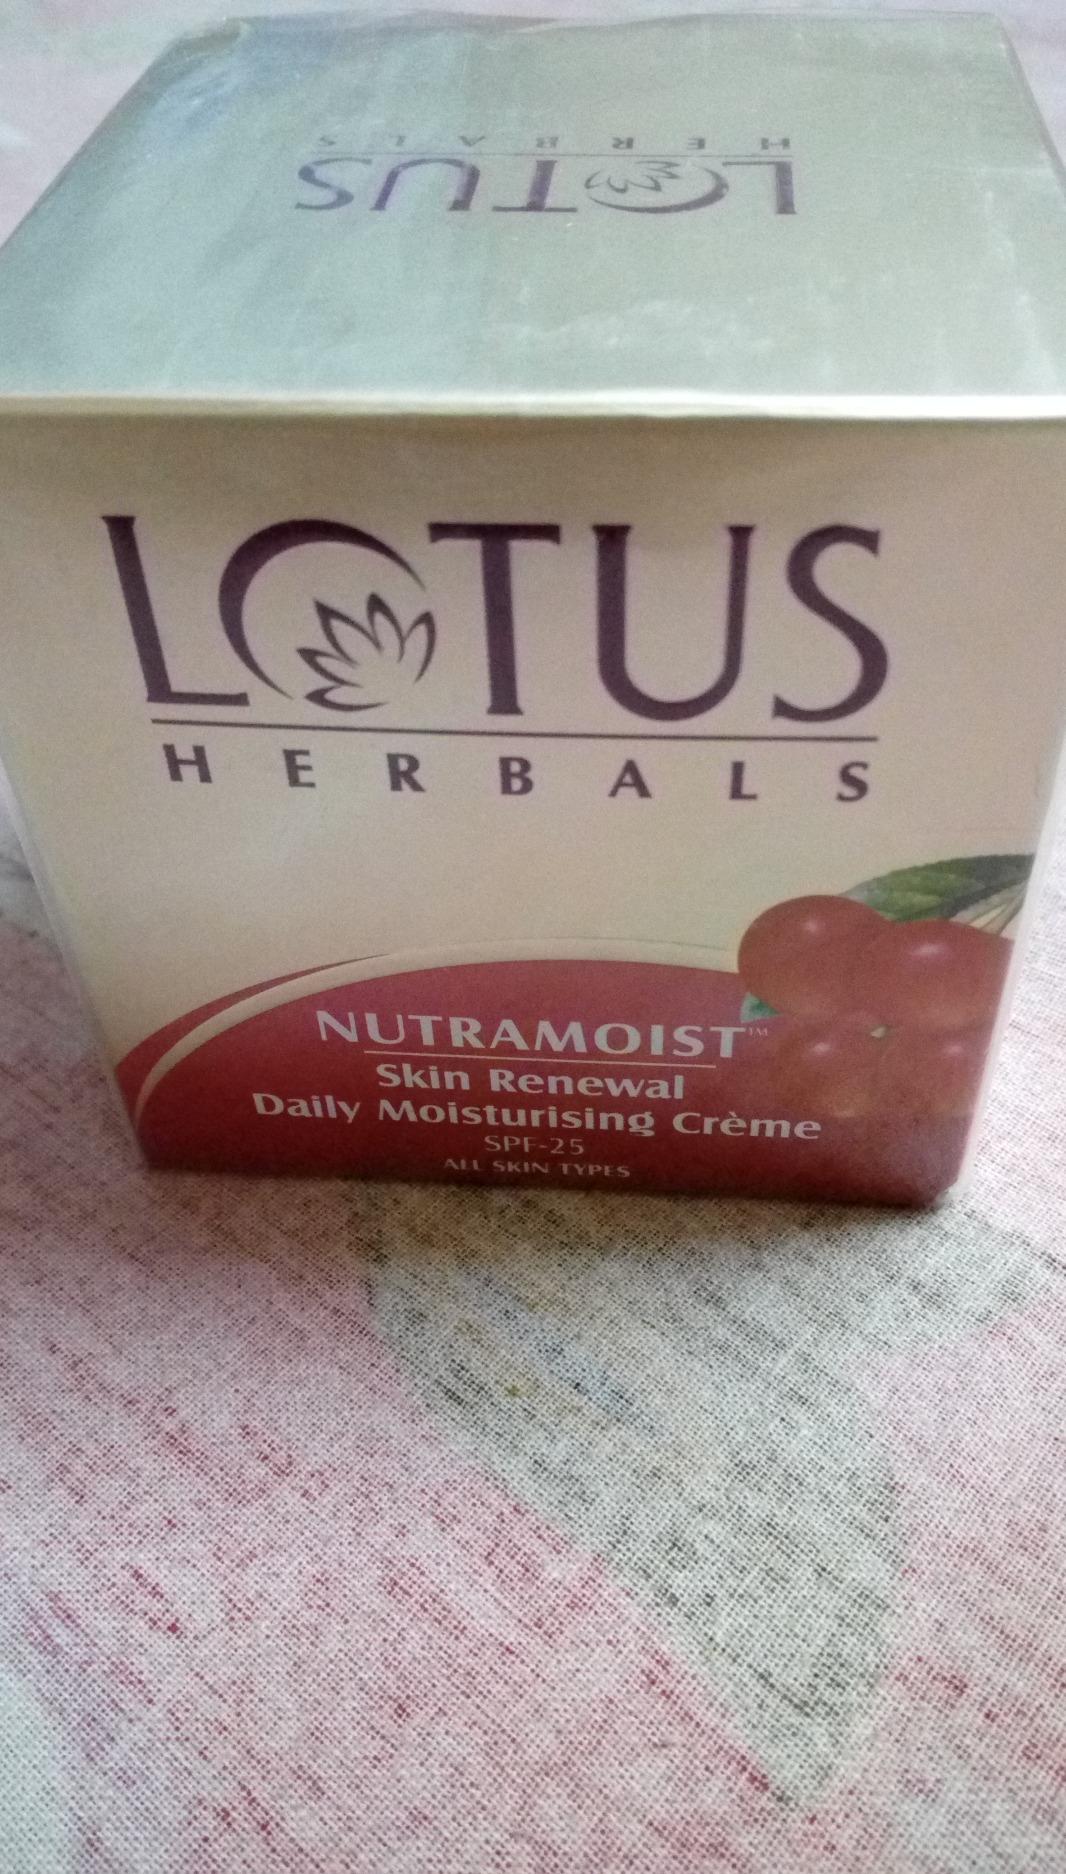 LOTUS
HERBALS
LOTUS
HERBALS
NUTRAMOIST™
Skin Renewal
Daily Moisturising Crème
SPF-25
ALL SKIN TYPES